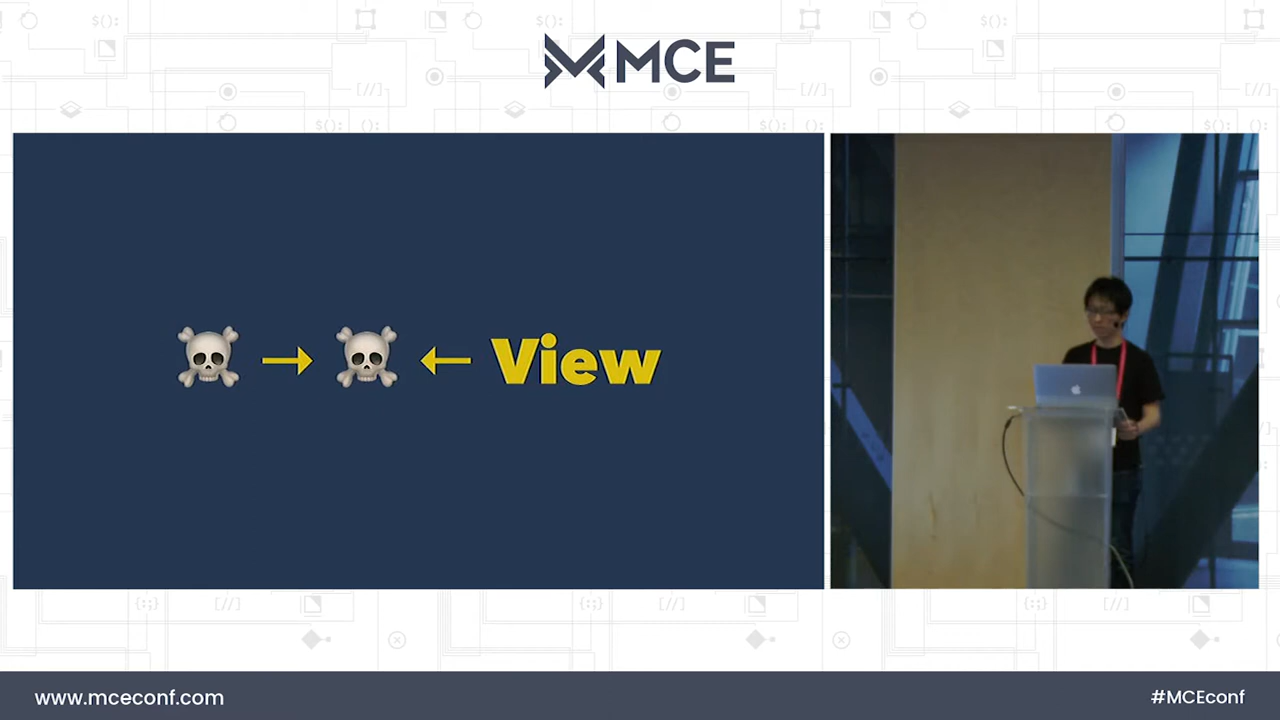 MCE
☠️ → ☠️ ← View
www.mceconf.com
#MCEconf